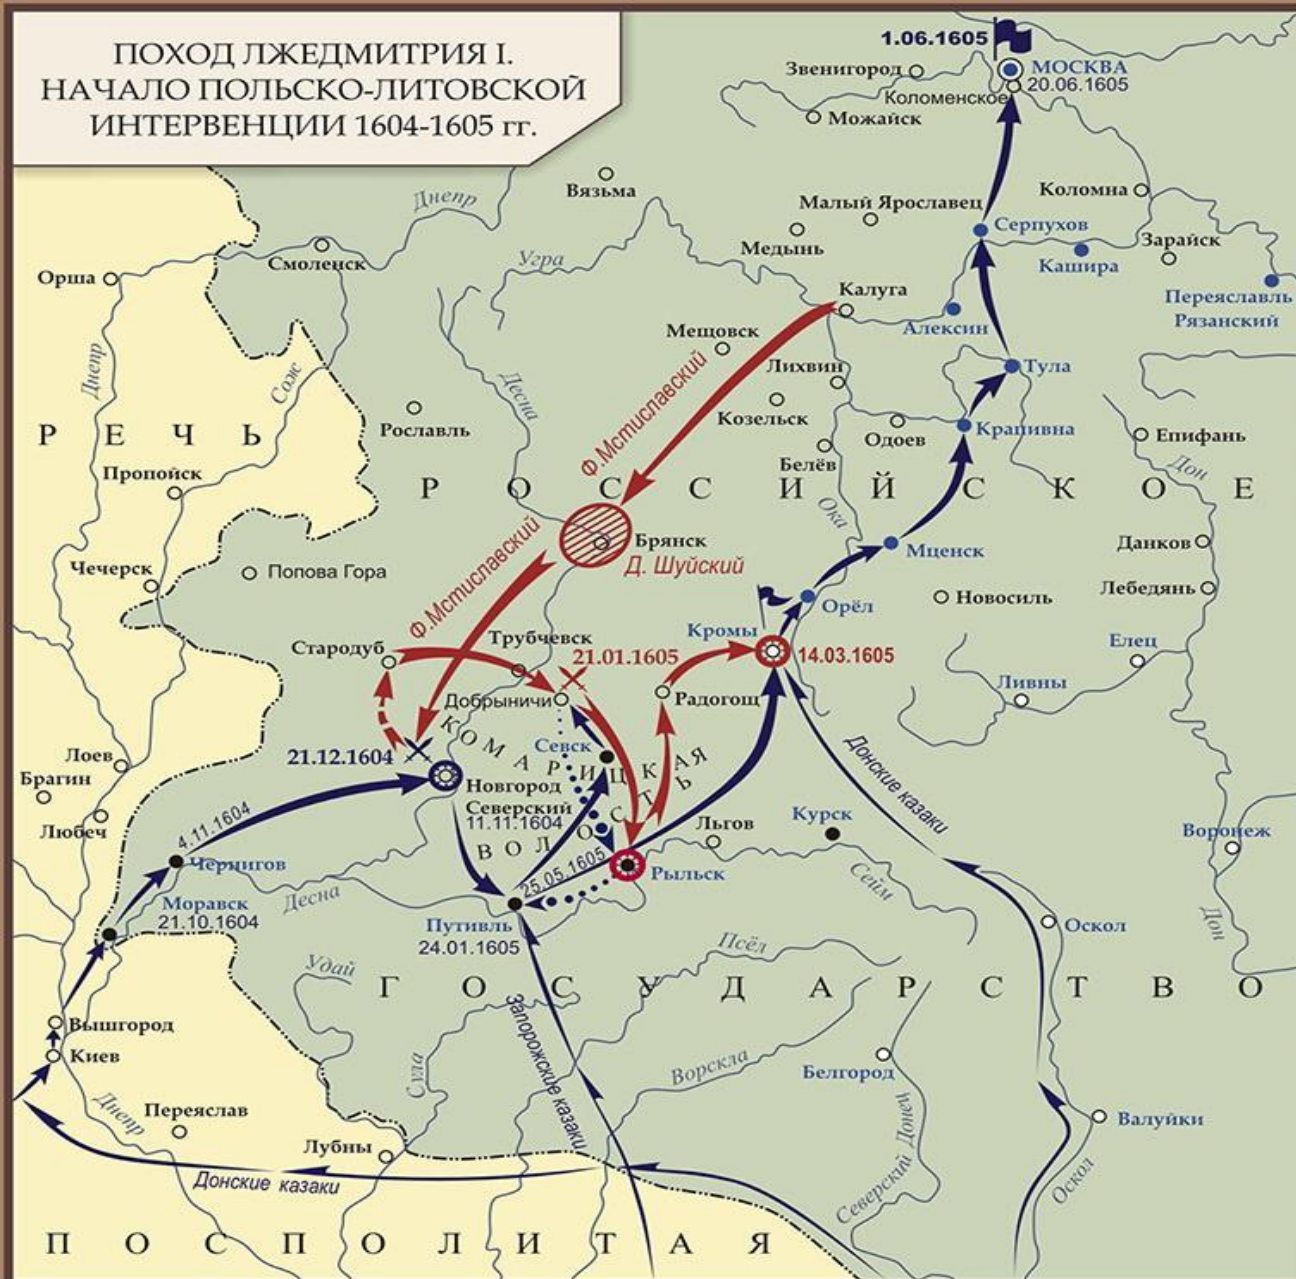 ПОХОД ЛЖЕДМИТРИЯ I.
НАЧАЛО ПОЛЬСКО-ЛИТОВСКОЙ
ИНТЕРВЕНЦИИ 1604-1605 гг.
1.06.1605
МОСКВА
20.06.1605
Звенигород
Коломенское
Можайск
Вязьма
Днепр
Малый Ярославец
Коломна
Серпухов
Медынь
Зарайск
Кашира
Смоленск
Орша
Угра
Калуга
Переяславль
Рязанский
Алексин
Мещовск
Лихвин
Тула
Днепр
Сож
Десна
Ф.Мстиславский
Козельск
Рославль
Одоев
Крапивна
Епифань
Белёв
Дон
РЕЧЬ
Пропойск
РОССИЙСКОЕ
Ока
Брянск
Д. Шуйский
Мценск
Данков
Чечерск
Попова Гора
Ф.Мстиславский
Орёл
Новосиль
Лебедянь
Стародуб
Трубчевск
21.01.1605
Кромы
14.03.1605
Елец
Ливны
Добрыничи
Радогощ
КОМАРИЦКАЯ
ВОЛОСТЬ
Севск
21.12.1604
Новгород
Северский
11.11.1604
Донские казаки
Лоев
Брагин
Любеч
4.11.1604
Чернигов
Льгов
Курск
Воронеж
25.05.1605
Рыльск
Сейм
Десна
Моравск
21.10.1604
Путивль
24.01.1605
Оскол
Дон
Псёл
Удай
ГОСУДАРСТВО
Запорожские казаки
Вышгород
Киев
Сула
Ворскла
Белгород
Днепр
Переяслав
Лубны
Валуйки
Северский Донец
Оскол
Донские казаки
ПОСПОЛИТАЯ